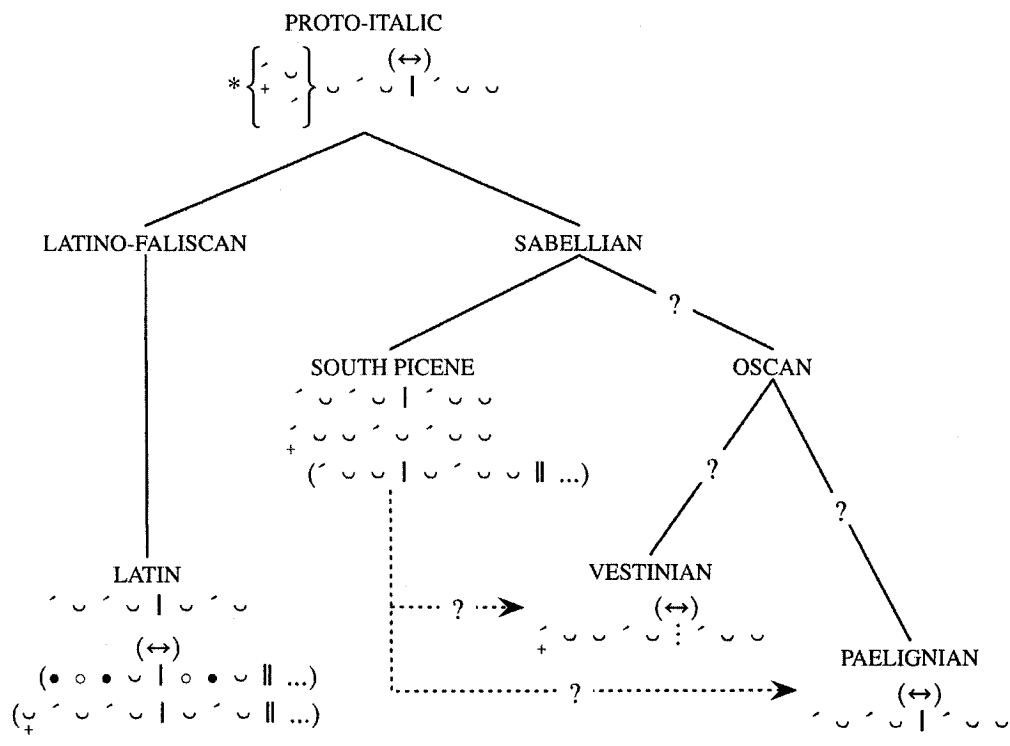 PROTO-ITALIC
(↔)
* { ˊ ◡ + ˊ } ◡ ˊ ◡ | ˊ ◡ ◡
LATINO-FALISCAN
SABELLIAN
?
SOUTH PICENE
ˊ ◡ ˊ ◡ | ˊ ◡ ◡
ˊ+ ◡ ◡ ˊ ◡ ˊ ◡ ◡
(ˊ ◡ ◡ | ◡ ˊ ◡ ◡ || ...)
OSCAN
?
?
LATIN
ˊ ◡ ˊ ◡ | ◡ ˊ ◡
(↔)
(● ○ ● ◡ | ○ ● ◡ || ...)
(◡+ ˊ ◡ ˊ ◡ | ◡ ˊ ◡ || ...)
?
VESTINIAN
(↔)
ˊ+ ◡ ◡ ˊ ◡ ⋮ ˊ ◡ ◡
?
PAELIGNIAN
(↔)
ˊ ◡ ˊ ◡ | ˊ ◡ ◡